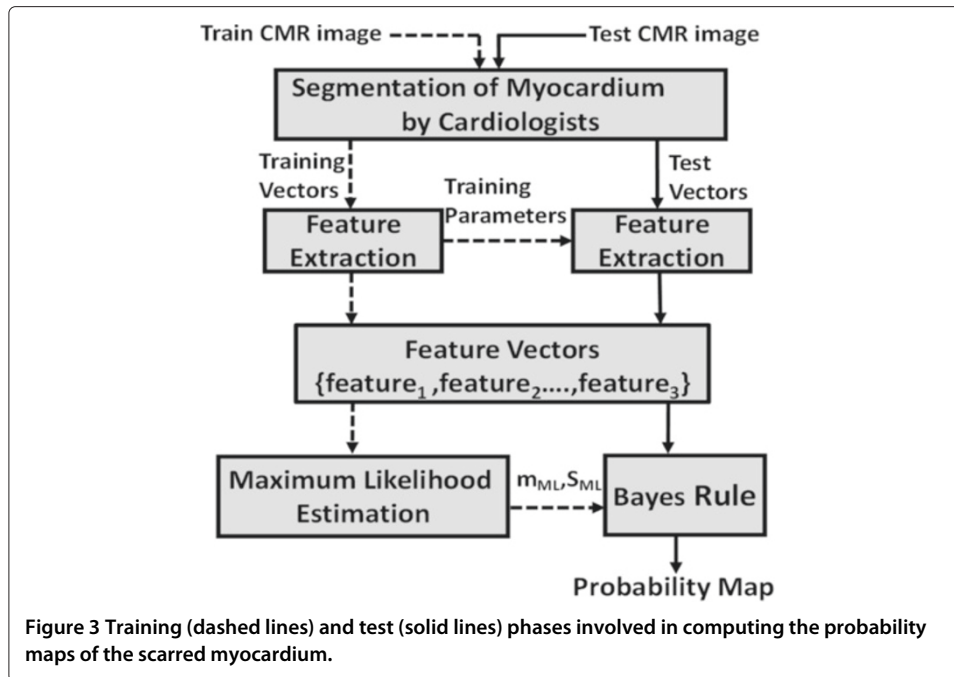 Train CMR image
Test CMR image
Segmentation of Myocardium
by Cardiologists
Training
Vectors
Training
Parameters
Test
Vectors
Feature
Extraction
Feature
Extraction
Feature Vectors
{feature₁ ,feature₂....,feature₃}
Maximum Likelihood
Estimation
m_ML,S_ML
Bayes Rule
Probability Map
Figure 3 Training (dashed lines) and test (solid lines) phases involved in computing the probability
maps of the scarred myocardium.